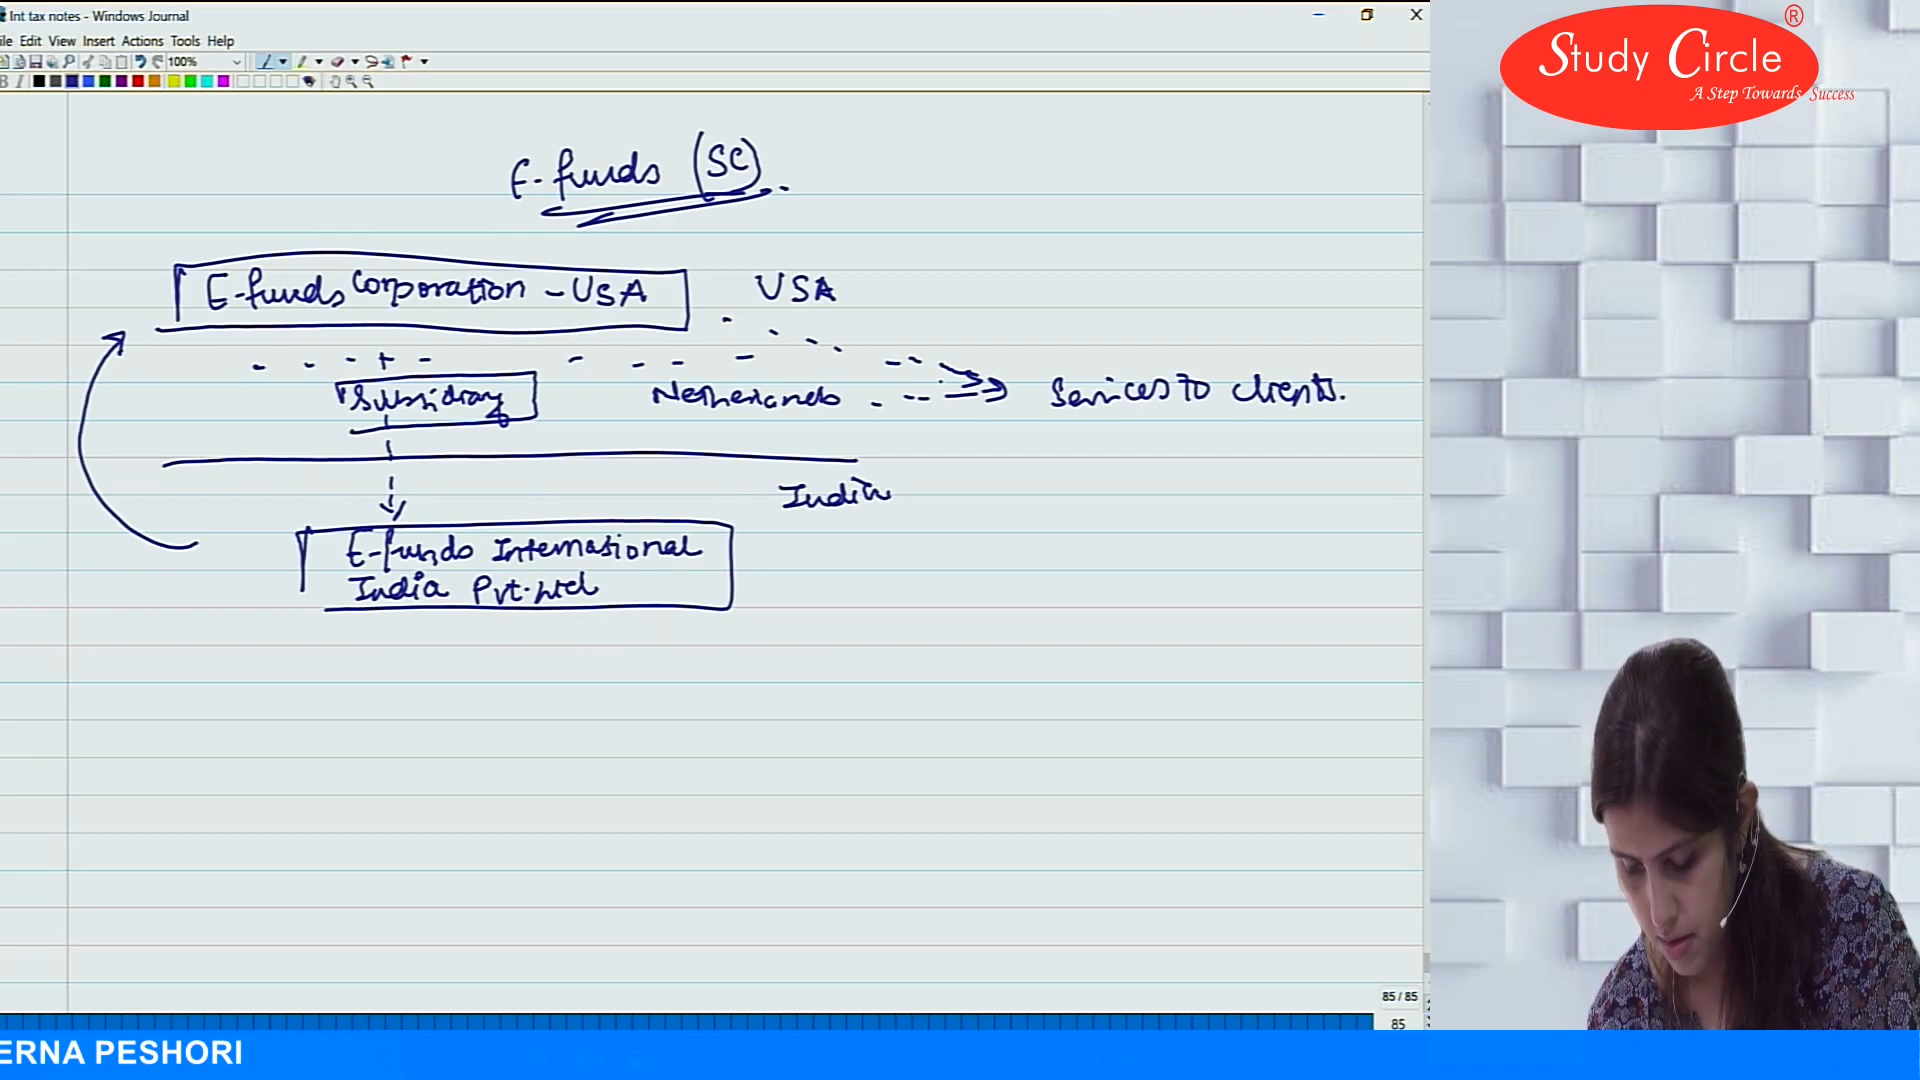 Int tax notes - Windows Journal
ile Edit View Insert Actions Tools Help
100%
B I
Study Circle ®
A Step Towards Success
E-funds (SC)
E-funds Corporation - USA
USA
Subsidiary
Netherlands
Services to clients.
India
E-funds International
India Pvt. Ltd
85 / 85
85
ERNA PESHORI